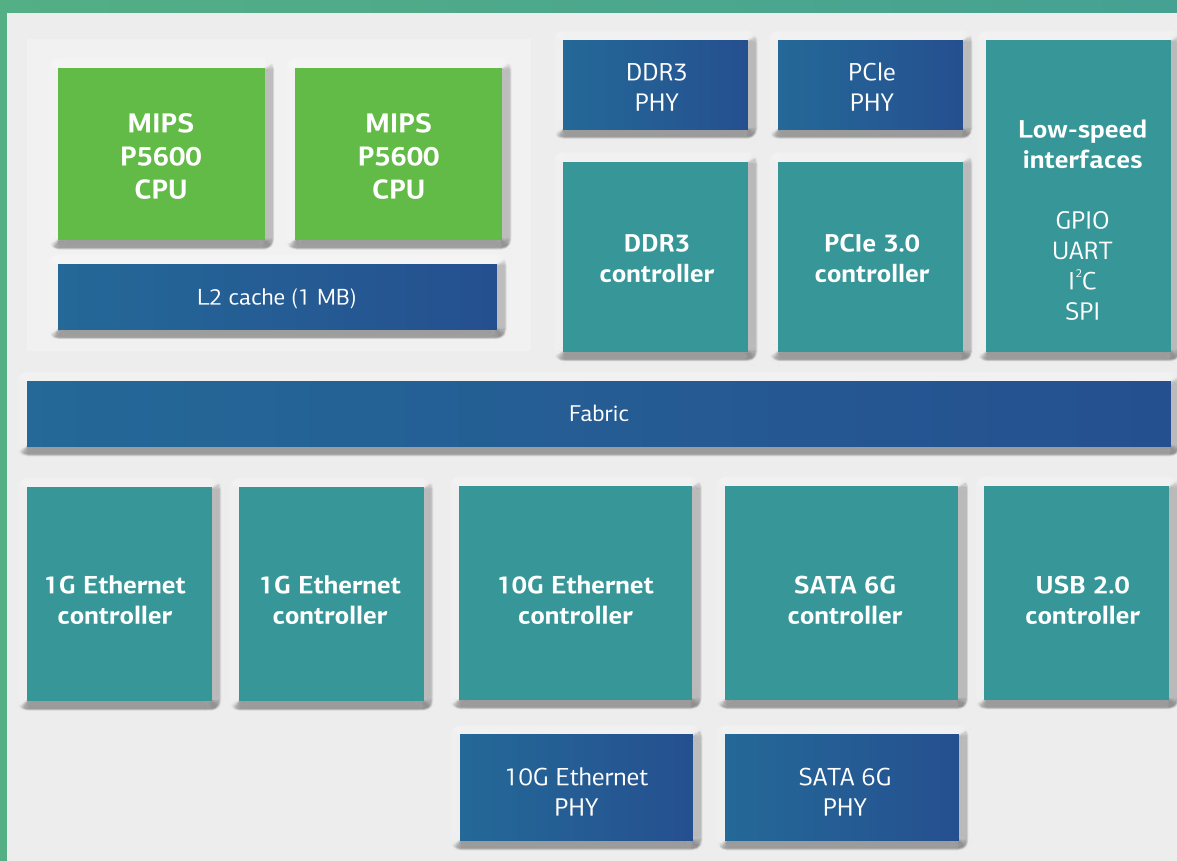 MIPS
P5600
CPU
MIPS
P5600
CPU
L2 cache (1 MB)
DDR3
PHY
PCIe
PHY
DDR3
controller
PCIe 3.0
controller
Low-speed
interfaces
GPIO
UART
I²C
SPI
Fabric
1G Ethernet
controller
1G Ethernet
controller
10G Ethernet
controller
SATA 6G
controller
USB 2.0
controller
10G Ethernet
PHY
SATA 6G
PHY